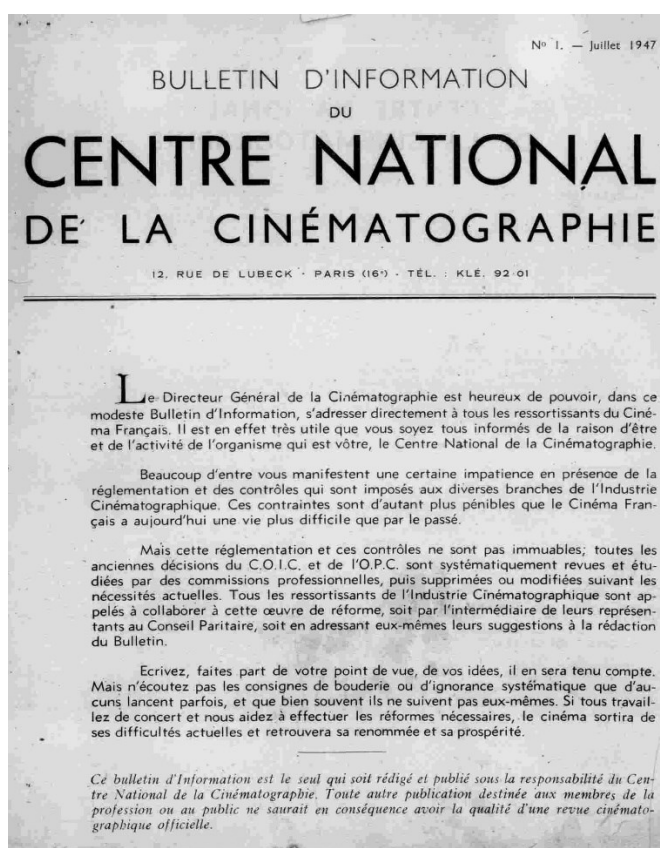 Nº 1. — Juillet 1947
BULLETIN D'INFORMATION
DU
CENTRE NATIONAL
DE LA CINÉMATOGRAPHIE
12, RUE DE LUBECK - PARIS (16ᵉ) - TÉL. : KLÉ. 92-01
Le Directeur Général de la Cinématographie est heureux de pouvoir, dans ce
modeste Bulletin d'Information, s'adresser directement à tous les ressortissants du Ciné-
ma Français. Il est en effet très utile que vous soyez tous informés de la raison d'être
et de l'activité de l'organisme qui est vôtre, le Centre National de la Cinématographie.
Beaucoup d'entre vous manifestent une certaine impatience en présence de la
réglementation et des contrôles qui sont imposés aux diverses branches de l'Industrie
Cinématographique. Ces contraintes sont d'autant plus pénibles que le Cinéma Fran-
çais a aujourd'hui une vie plus difficile que par le passé.
Mais cette réglementation et ces contrôles ne sont pas immuables; toutes les
anciennes décisions du C.O.I.C. et de l'O.P.C. sont systématiquement revues et étu-
diées par des commissions professionnelles, puis supprimées ou modifiées suivant les
nécessités actuelles. Tous les ressortissants de l'Industrie Cinématographique sont ap-
pelés à collaborer à cette œuvre de réforme, soit par l'intermédiaire de leurs représen-
tants au Conseil Paritaire, soit en adressant eux-mêmes leurs suggestions à la rédaction
du Bulletin.
Ecrivez, faites part de votre point de vue, de vos idées, il en sera tenu compte.
Mais n'écoutez pas les consignes de bouderie ou d'ignorance systématique que d'au-
cuns lancent parfois, et que bien souvent ils ne suivent pas eux-mêmes. Si tous travail-
lez de concert et nous aidez à effectuer les réformes nécessaires, le cinéma sortira de
ses difficultés actuelles et retrouvera sa renommée et sa prospérité.
Ce bulletin d'Information est le seul qui soit rédigé et publié sous la responsabilité du Cen-
tre National de la Cinématographie. Toute autre publication destinée aux membres de la
profession ou au public ne saurait en conséquence avoir la qualité d'une revue cinémato-
graphique officielle.